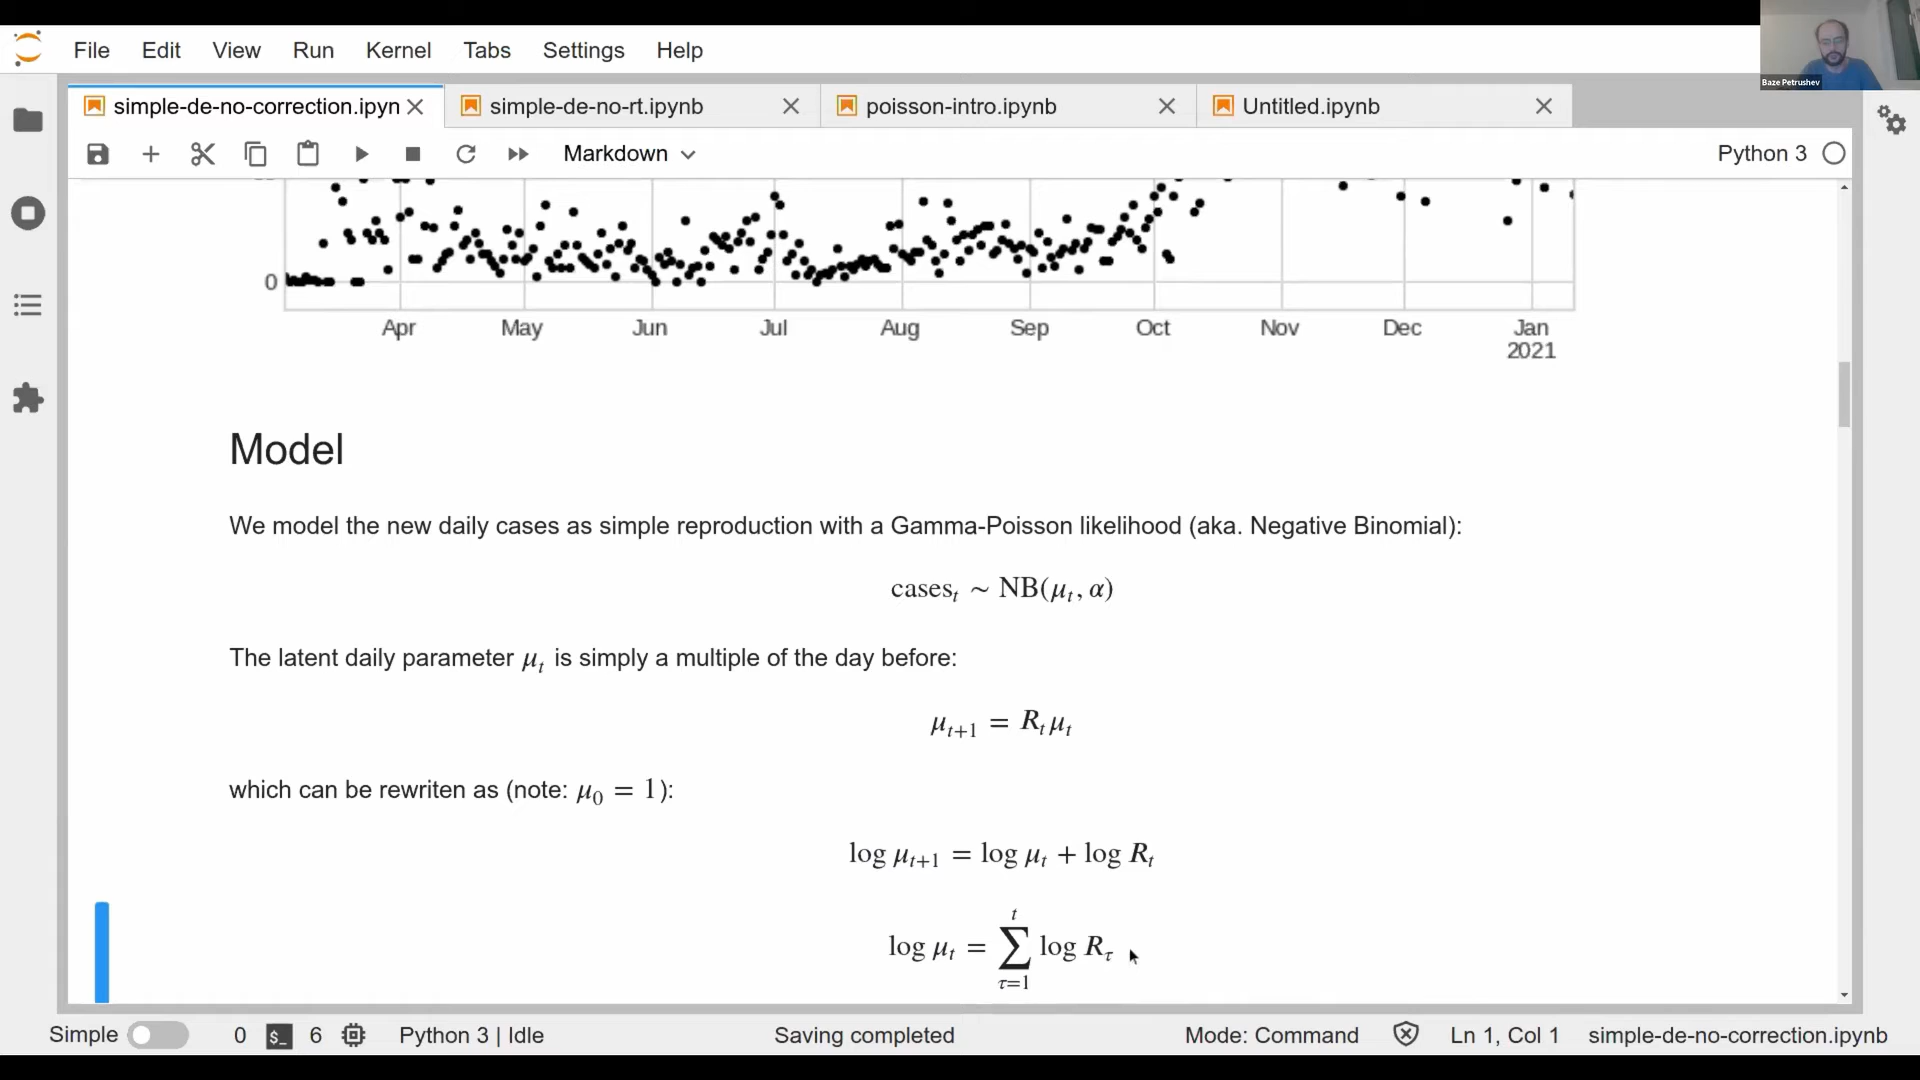 File Edit View Run Kernel Tabs Settings Help
Baze Petrushev
simple-de-no-correction.ipyn simple-de-no-rt.ipynb poisson-intro.ipynb Untitled.ipynb
Markdown Python 3
0
Apr May Jun Jul Aug Sep Oct Nov Dec Jan
2021
Model
We model the new daily cases as simple reproduction with a Gamma-Poisson likelihood (aka. Negative Binomial):
cases_t ∼ NB(μ_t, α)
The latent daily parameter μ_t is simply a multiple of the day before:
μ_{t+1} = R_t μ_t
which can be rewriten as (note: μ_0 = 1):
log μ_{t+1} = log μ_t + log R_t
log μ_t = ∑_{τ=1}^{t} log R_τ
Simple 0 $_ 6 Python 3 | Idle Saving completed Mode: Command Ln 1, Col 1 simple-de-no-correction.ipynb